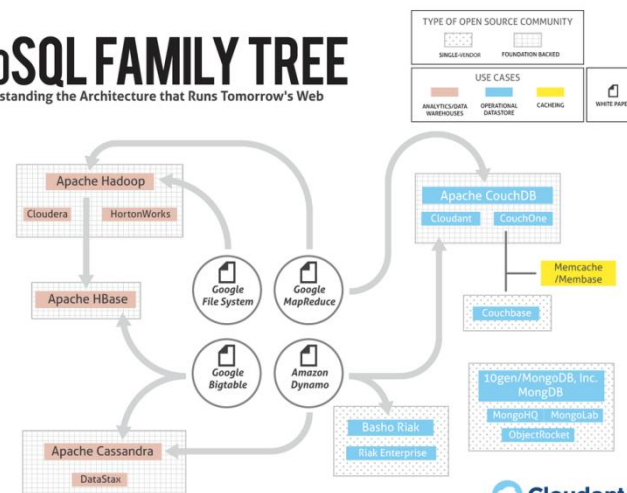 oSQL FAMILY TREE
standing the Architecture that Runs Tomorrow's Web
TYPE OF OPEN SOURCE COMMUNITY
SINGLE-VENDOR
FOUNDATION BACKED
USE CASES
ANALYTICS/DATA
WAREHOUSES
OPERATIONAL
DATASTORE
CACHEING
WHITE PAPE
Apache Hadoop
Cloudera
HortonWorks
Apache HBase
Google
File System
Google
MapReduce
Google
Bigtable
Amazon
Dynamo
Apache Cassandra
DataStax
Apache CouchDB
Cloudant
CouchOne
Memcache
/Membase
Couchbase
Basho Riak
Riak Enterprise
10gen/MongoDB, Inc.
MongDB
MongoHQ
MongoLab
ObjectRocket
Cloudant